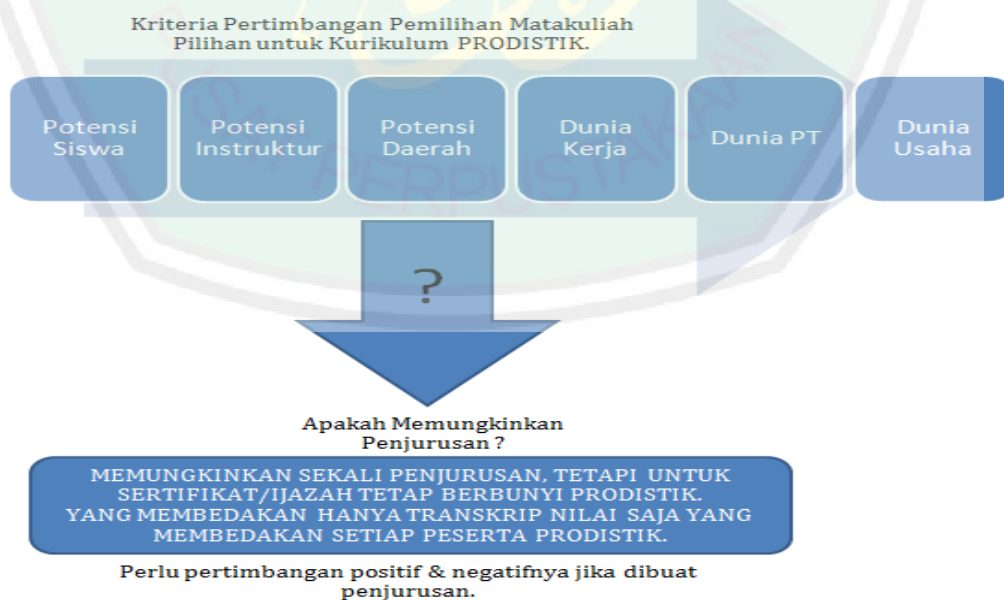 Kriteria Pertimbangan Pemilihan Matakuliah
Pilihan untuk Kurikulum PRODISTIK.
Potensi
Siswa
Potensi
Instruktur
Potensi
Daerah
Dunia
Kerja
Dunia PT
Dunia
Usaha
PUSAT PERPUSTAKAAN
?
Apakah Memungkinkan
Penjurusan ?
MEMUNGKINKAN SEKALI PENJURUSAN, TETAPI UNTUK
SERTIFIKAT/IJAZAH TETAP BERBUNYI PRODISTIK.
YANG MEMBEDAKAN HANYA TRANSKRIP NILAI SAJA YANG
MEMBEDAKAN SETIAP PESERTA PRODISTIK.
Perlu pertimbangan positif & negatifnya jika dibuat
penjurusan.